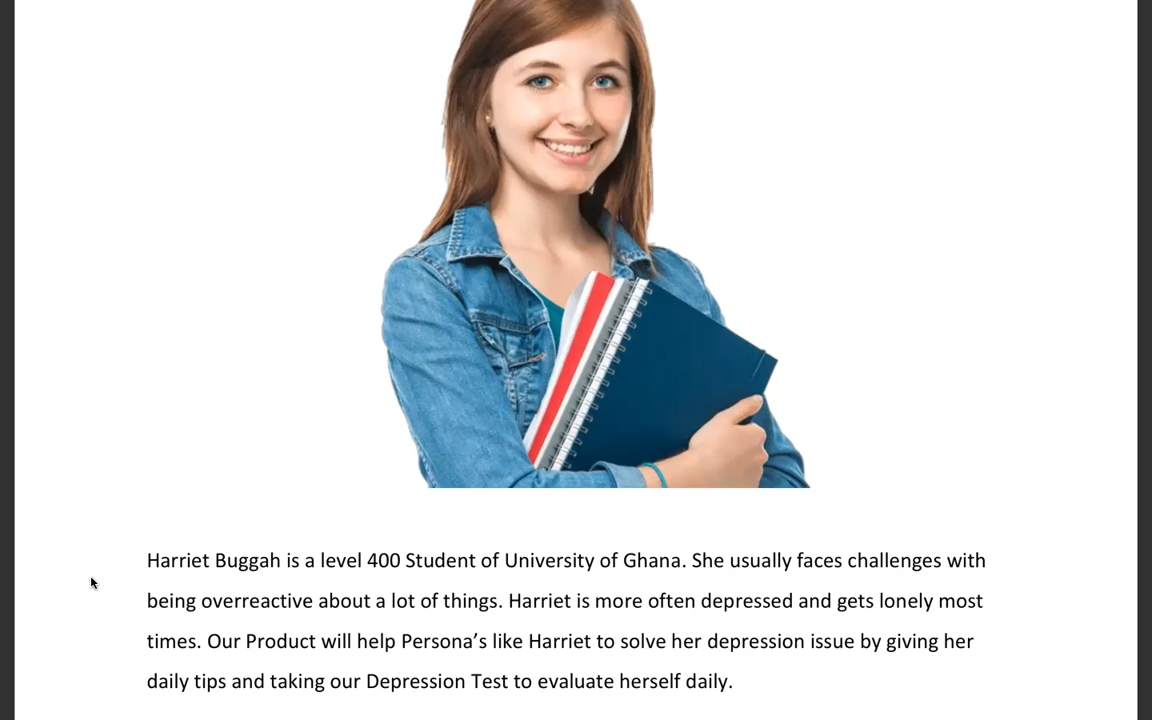 Harriet Buggah is a level 400 Student of University of Ghana. She usually faces challenges with
being overreactive about a lot of things. Harriet is more often depressed and gets lonely most
times. Our Product will help Persona’s like Harriet to solve her depression issue by giving her
daily tips and taking our Depression Test to evaluate herself daily.